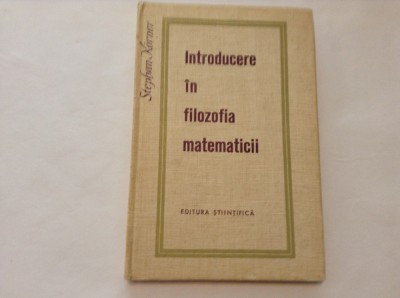 Stephan Körner
Introducere
în
filozofia
matematicii
EDITURA ȘTIINȚIFICĂ